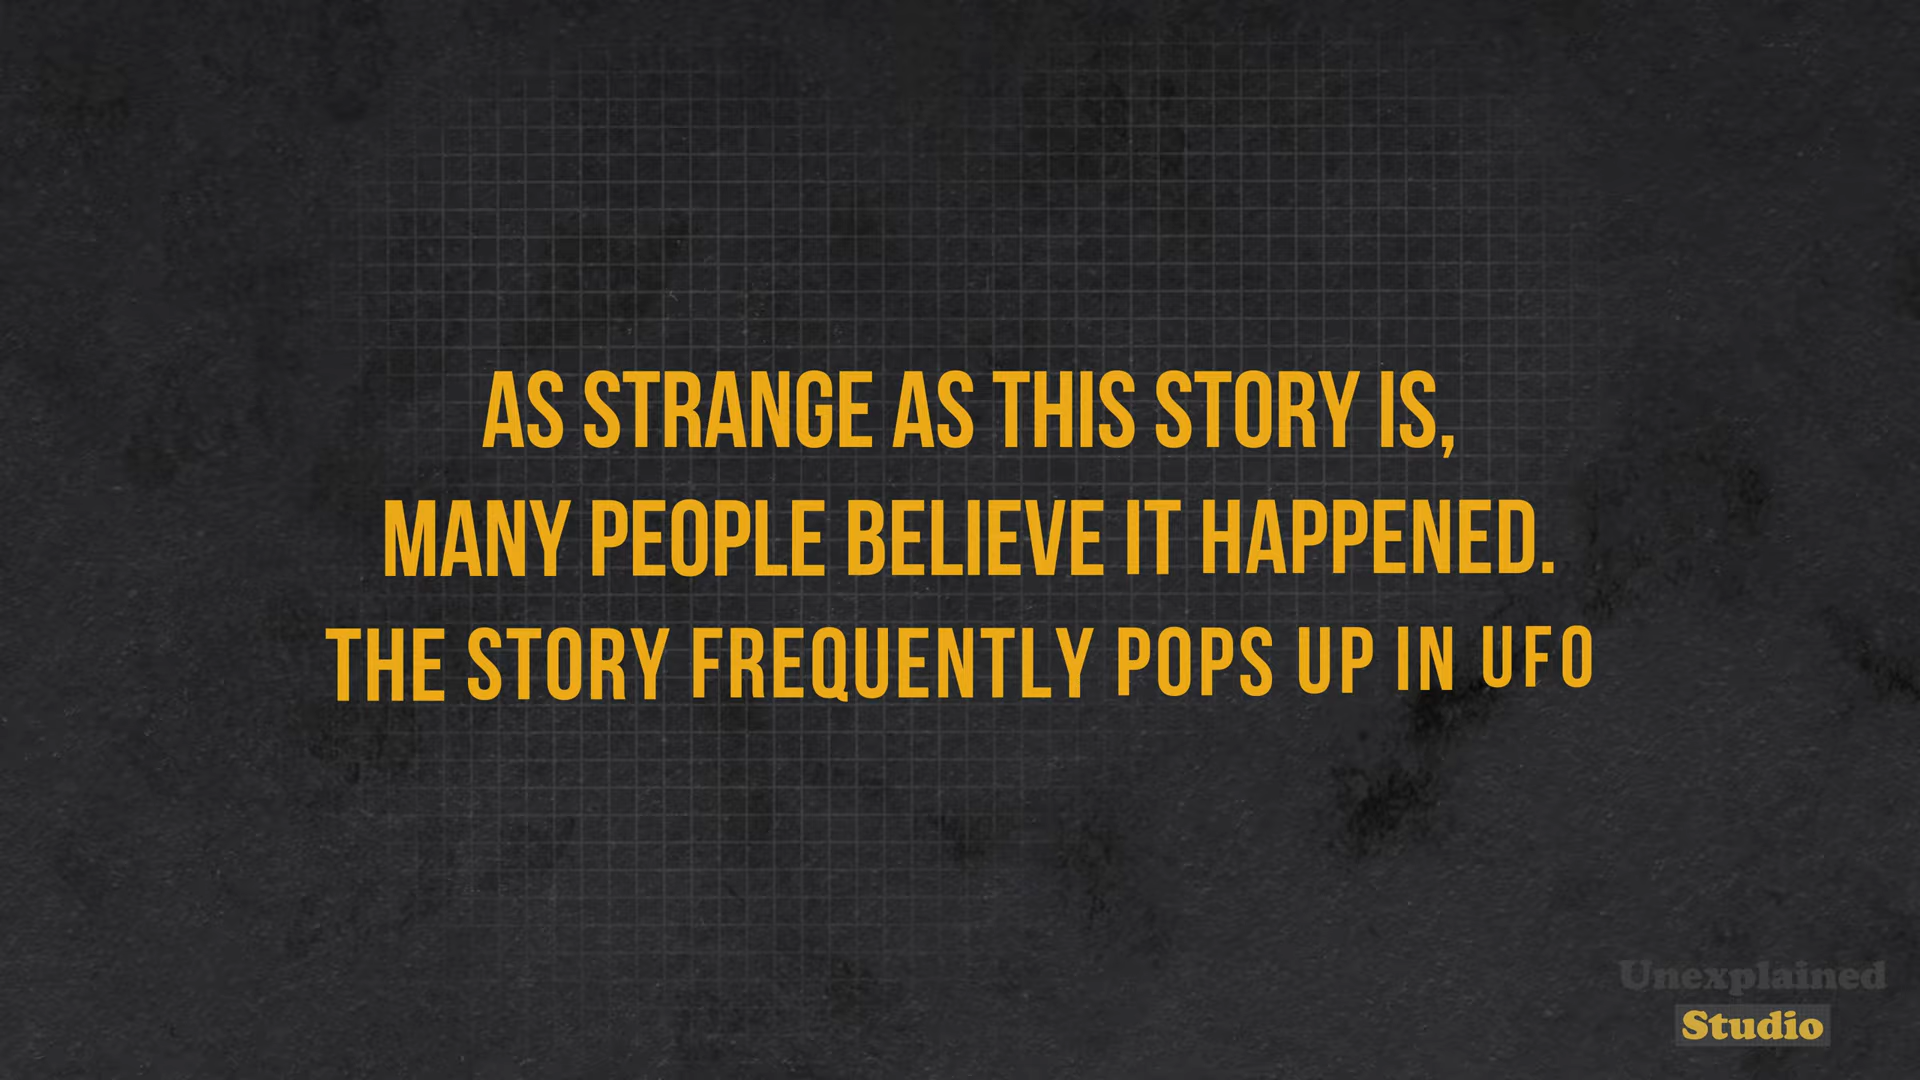 AS STRANGE AS THIS STORY IS,
MANY PEOPLE BELIEVE IT HAPPENED.
THE STORY FREQUENTLY POPS UP IN UFO
Unexplained
Studio